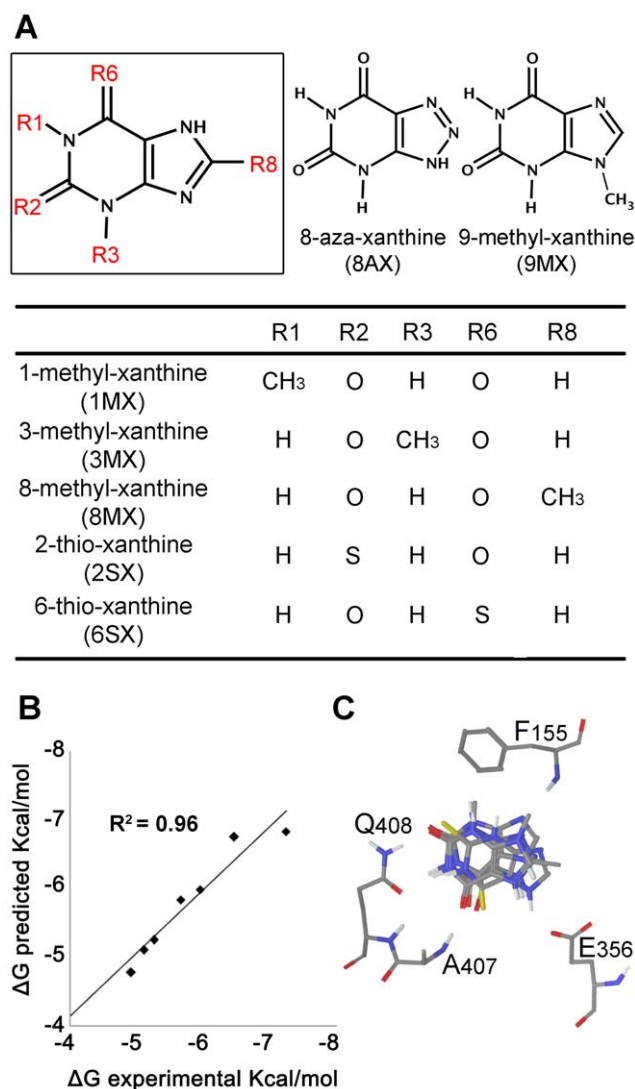 A
R6
R1
N
NH
R8
R2
N
N
R3
O
H
N
N
N
O
N
NH
H
8-aza-xanthine
(8AX)
O
H
N
N
O
N
N
H
CH₃
9-methyl-xanthine
(9MX)
R1 R2 R3 R6 R8
1-methyl-xanthine
(1MX)
CH₃ O H O H
3-methyl-xanthine
(3MX)
H O CH₃ O H
8-methyl-xanthine
(8MX)
H O H O CH₃
2-thio-xanthine
(2SX)
H S H O H
6-thio-xanthine
(6SX)
H O H S H
B
-8
-7
-6
-5
-4
R² = 0.96
ΔG predicted Kcal/mol
-4 -5 -6 -7 -8
ΔG experimental Kcal/mol
C
F155
Q408
A407
E356